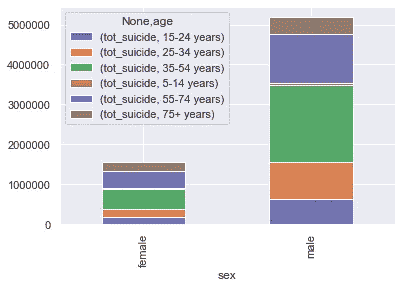 None,age
(tot_suicide, 15-24 years)
(tot_suicide, 25-34 years)
(tot_suicide, 35-54 years)
(tot_suicide, 5-14 years)
(tot_suicide, 55-74 years)
(tot_suicide, 75+ years)
5000000
4000000
3000000
2000000
1000000
0
female
male
sex